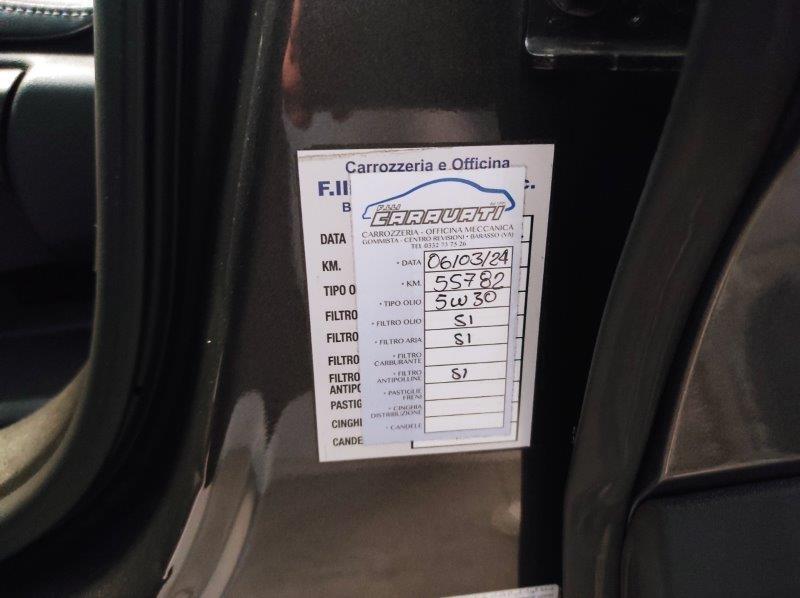 Carrozzeria e Officina
F.lli
F.LLI
CARAVATI
CARROZZERIA - OFFICINA MECCANICA
GOMMISTA - CENTRO REVISIONI - BARASSO (VA)
TEL 0332 73 75 26
DATA
• DATA 06/03/24
KM.
• KM. 55782
TIPO O
• TIPO OLIO 5W30
FILTRO
• FILTRO OLIO SI
FILTRO
• FILTRO ARIA SI
FILTRO
• FILTRO
CARBURANTE
FILTRO
ANTIPO
• FILTRO
ANTIPOLLINE SI
PASTIG
• PASTIGLIE
FRENI
CINGHI
• CINGHIA
DISTRIBUZIONE
CANDE
• CANDELE